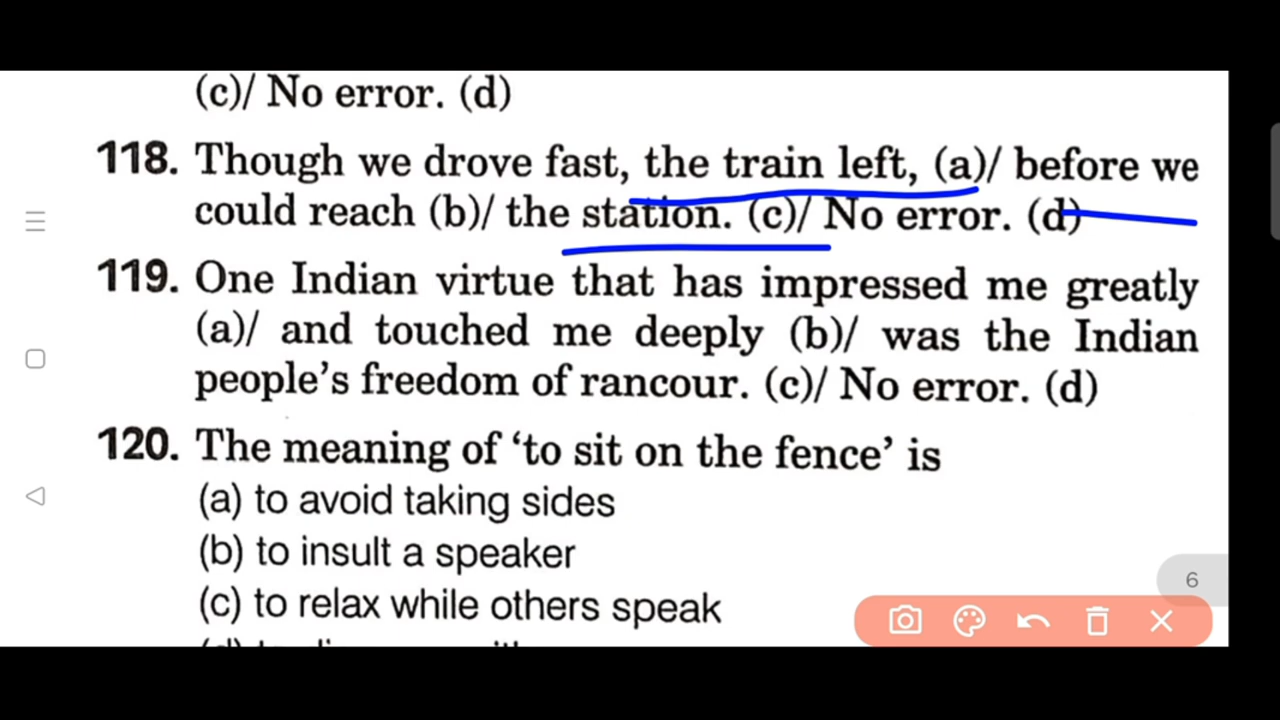 (c)/ No error. (d)
118. Though we drove fast, the train left, (a)/ before we
could reach (b)/ the station. (c)/ No error. (d)
119. One Indian virtue that has impressed me greatly
(a)/ and touched me deeply (b)/ was the Indian
people's freedom of rancour. (c)/ No error. (d)
120. The meaning of ‘to sit on the fence’ is
(a) to avoid taking sides
(b) to insult a speaker
(c) to relax while others speak
6